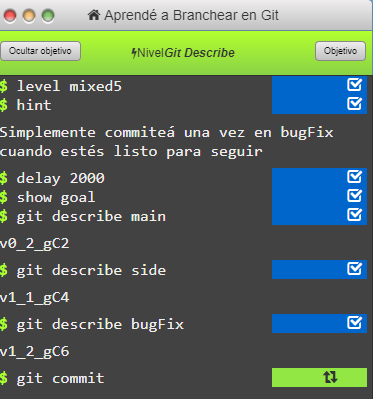 Aprendé a Branchear en Git
Ocultar objetivo
NivelGit Describe
Objetivo
$ level mixed5
$ hint
Simplemente commiteá una vez en bugFix
cuando estés listo para seguir
$ delay 2000
$ show goal
$ git describe main
v0_2_gC2
$ git describe side
v1_1_gC4
$ git describe bugFix
v1_2_gC6
$ git commit